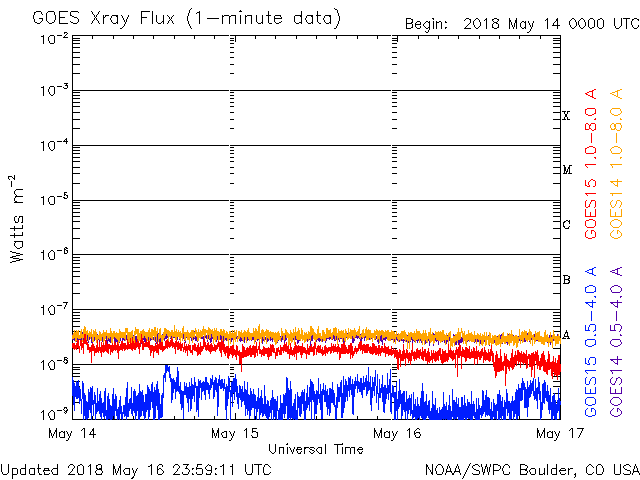 GOES Xray Flux (1-minute data)
Begin: 2018 May 14 0000 UTC
10-2
10-3
10-4
10-5
10-6
10-7
10-8
10-9
Watts m-2
X
M
C
B
A
GOES15 1.0-8.0 A
GOES14 1.0-8.0 A
GOES15 0.5-4.0 A
GOES14 0.5-4.0 A
May 14
May 15
May 16
May 17
Universal Time
Updated 2018 May 16 23:59:11 UTC
NOAA/SWPC Boulder, CO USA